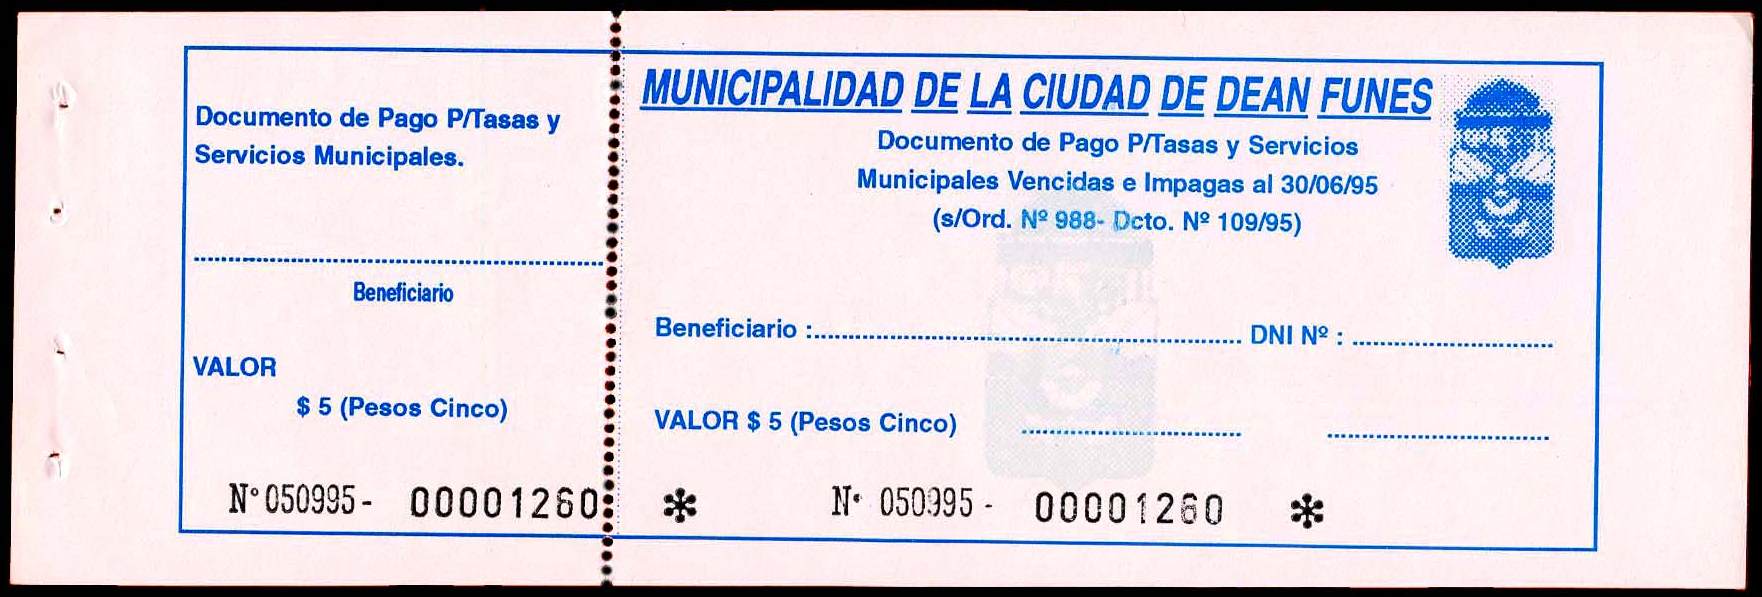 Documento de Pago P/Tasas y
Servicios Municipales.
Beneficiario
VALOR
$ 5 (Pesos Cinco)
Nº 050995 - 00001260
MUNICIPALIDAD DE LA CIUDAD DE DEAN FUNES
Documento de Pago P/Tasas y Servicios
Municipales Vencidas e Impagas al 30/06/95
(s/Ord. Nº 988- Dcto. Nº 109/95)
Beneficiario : DNI Nº :
VALOR $ 5 (Pesos Cinco)
* Nº 050995 - 00001260 *